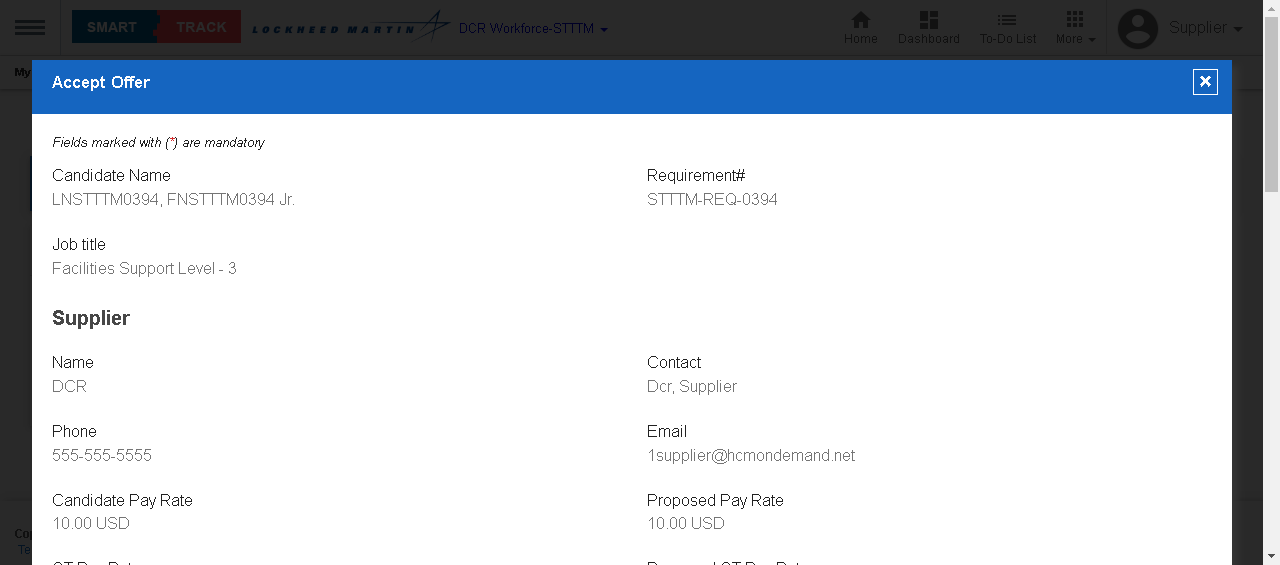 SMART TRACK LOCKHEED MARTIN DCR Workforce-STTTM Home Dashboard To-Do List More Supplier
My
Accept Offer
Fields marked with (*) are mandatory
Candidate Name Requirement#
LNSTTTM0394, FNSTTTM0394 Jr. STTTM-REQ-0394
Job title
Facilities Support Level - 3
Supplier
Name Contact
DCR Dcr, Supplier
Phone Email
555-555-5555 1supplier@hcmondemand.net
Candidate Pay Rate Proposed Pay Rate
10.00 USD 10.00 USD